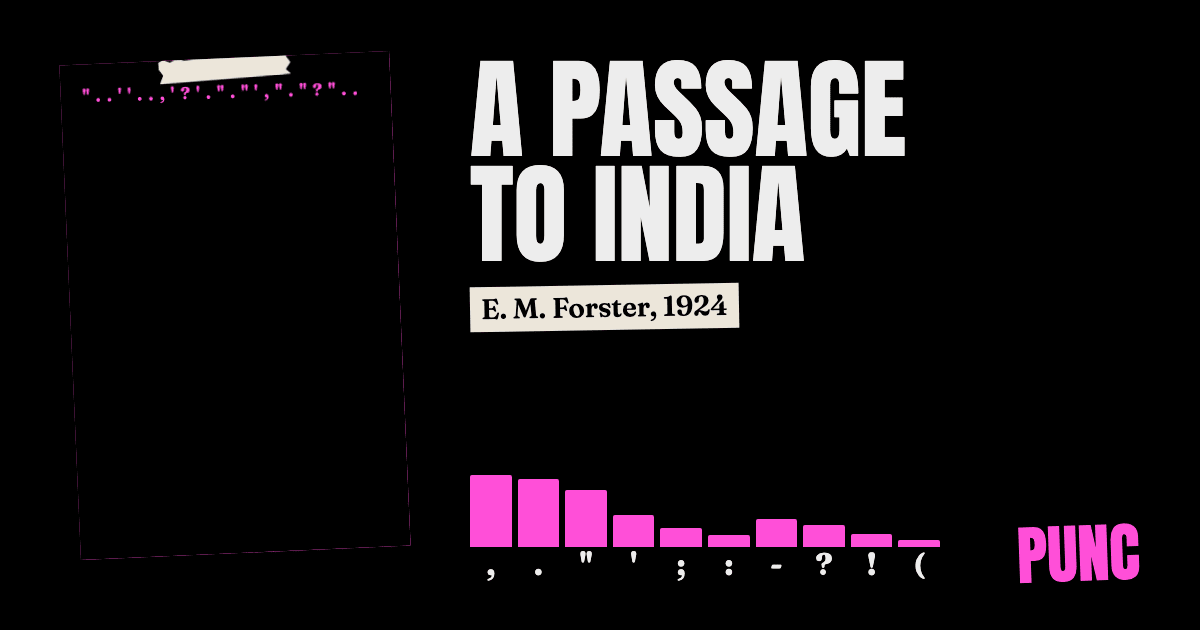 "..''..,'?'."."',"."?"..
A PASSAGE
TO INDIA
E. M. Forster, 1924
, . " ' ; : - ? ! (
PUNC